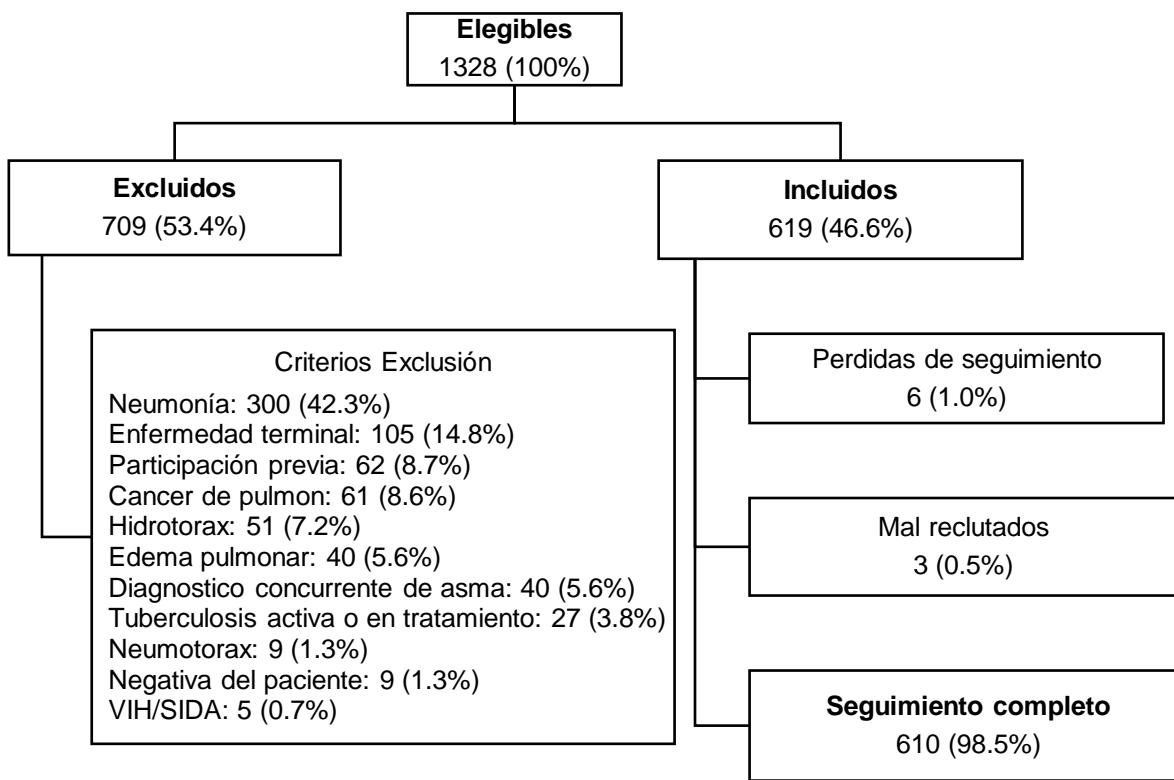 Elegibles
1328 (100%)
Excluidos
709 (53.4%)
Incluidos
619 (46.6%)
Criterios Exclusión
Neumonía: 300 (42.3%)
Enfermedad terminal: 105 (14.8%)
Participación previa: 62 (8.7%)
Cancer de pulmon: 61 (8.6%)
Hidrotorax: 51 (7.2%)
Edema pulmonar: 40 (5.6%)
Diagnostico concurrente de asma: 40 (5.6%)
Tuberculosis activa o en tratamiento: 27 (3.8%)
Neumotorax: 9 (1.3%)
Negativa del paciente: 9 (1.3%)
VIH/SIDA: 5 (0.7%)
Perdidas de seguimiento
6 (1.0%)
Mal reclutados
3 (0.5%)
Seguimiento completo
610 (98.5%)